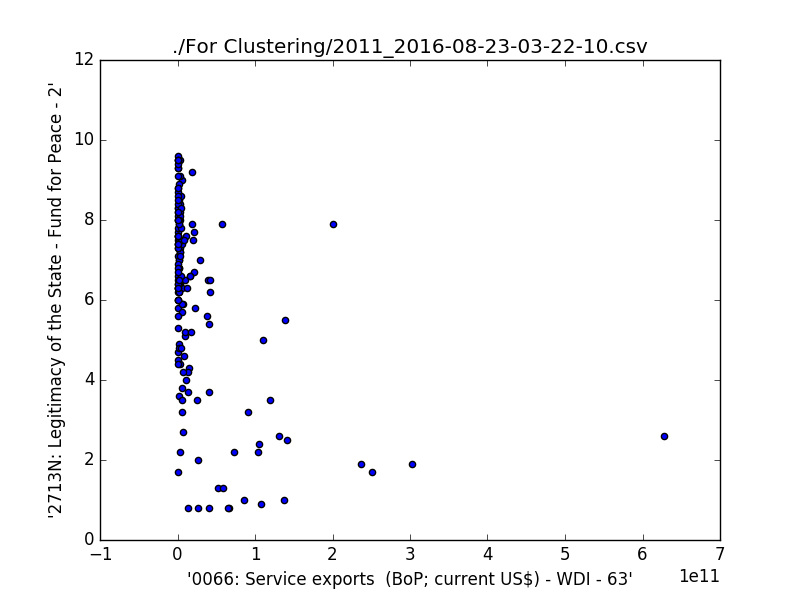 ./For Clustering/2011_2016-08-23-03-22-10.csv
12
10
8
6
4
2
0
'2713N: Legitimacy of the State - Fund for Peace - 2'
−1 0 1 2 3 4 5 6 7
1e11
'0066: Service exports  (BoP; current US$) - WDI - 63'